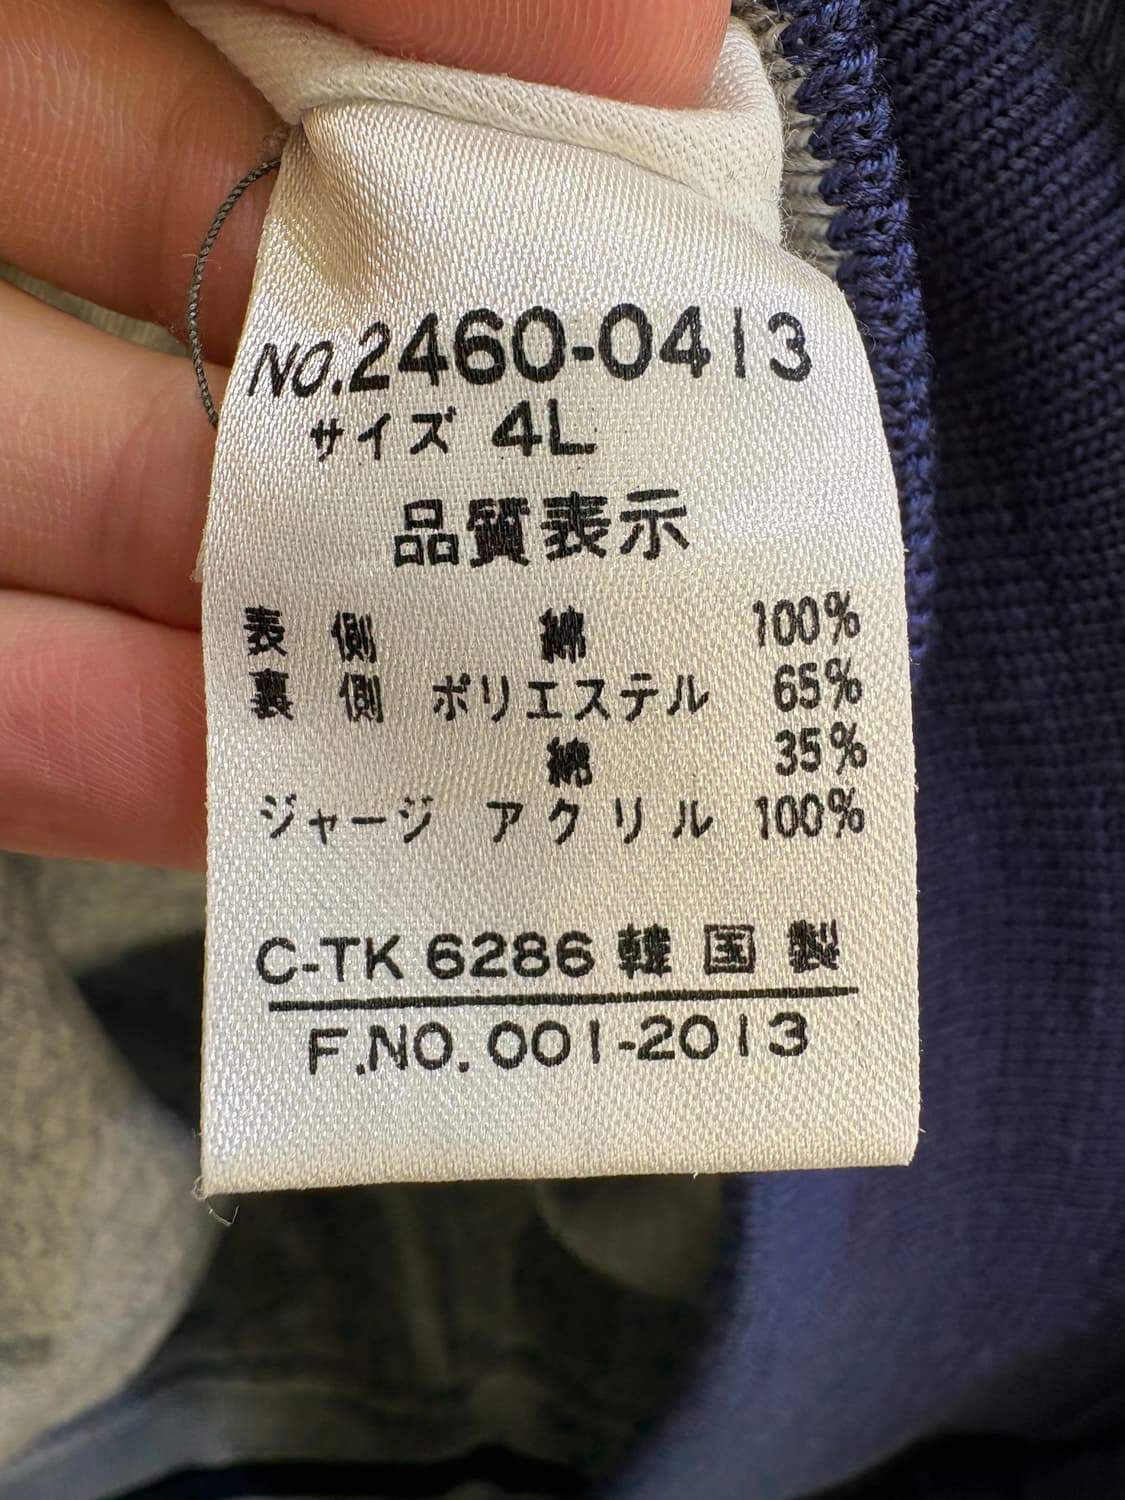 NO.2460-0413
サイズ 4L
品質表示
表側 綿 100%
裏側 ポリエステル 65%
綿 35%
ジャージ アクリル 100%
C-TK 6286 韓国製
F.NO. 001-2013